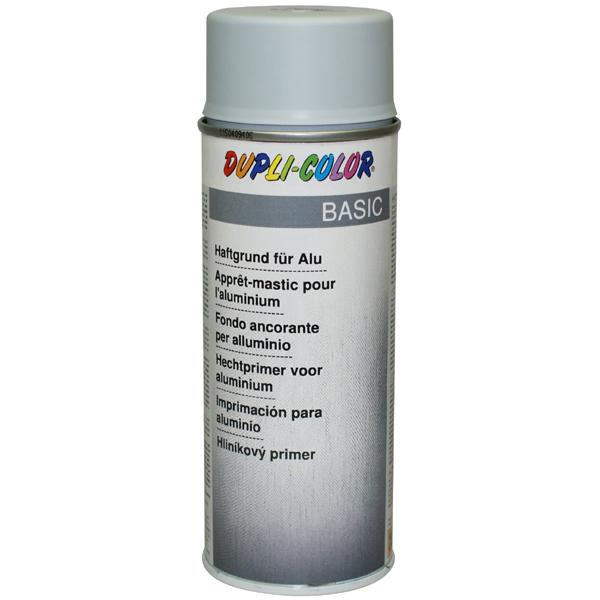 1150409406
DUPLI-COLOR®
BASIC
Haftgrund für Alu
Apprêt-mastic pour
l'aluminium
Fondo ancorante
per alluminio
Hechtprimer voor
aluminium
Imprimación para
aluminio
Hliníkový primer